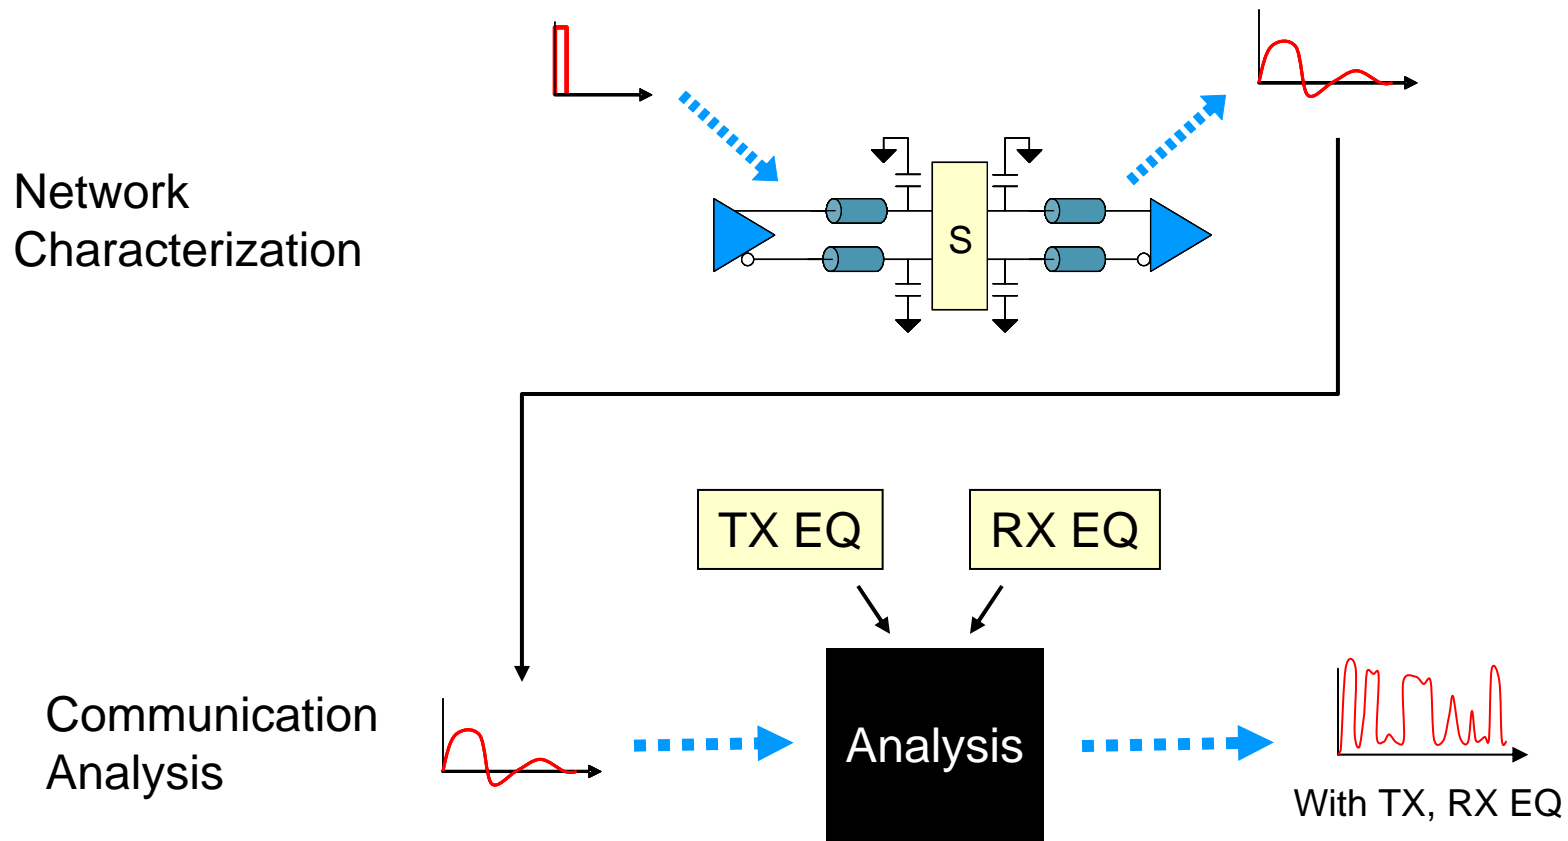 Network
Characterization
S
TX EQ
RX EQ
Communication
Analysis
Analysis
With TX, RX EQ